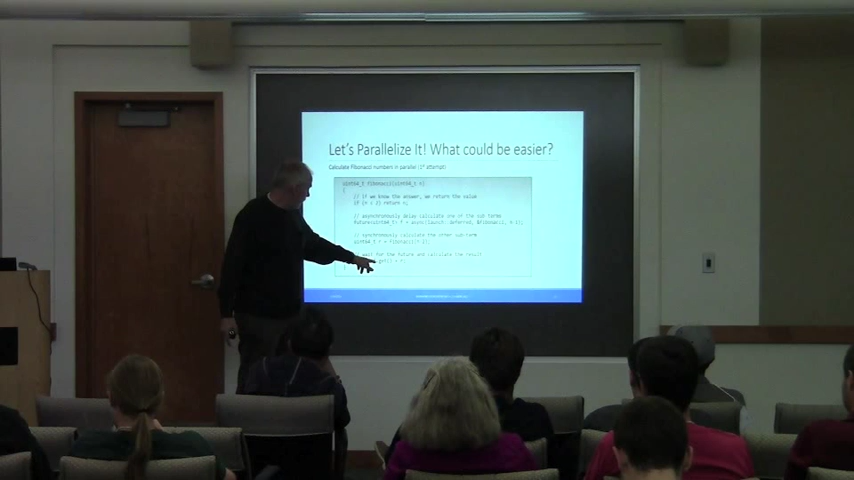 Let's Parallelize It! What could be easier?
Calculate Fibonacci numbers in parallel (1st attempt)
uint64_t fibonacci(uint64_t n)
{
// if we know the answer, we return the value
if (n < 2) return n;
// asynchronously delay calculate one of the sub terms
future<uint64_t> f = async(launch::deferred, &fibonacci, n-1);
// synchronously calculate the other sub term
uint64_t r = fibonacci(n-2);
wait for the future and calculate the result
.get() + r;
}